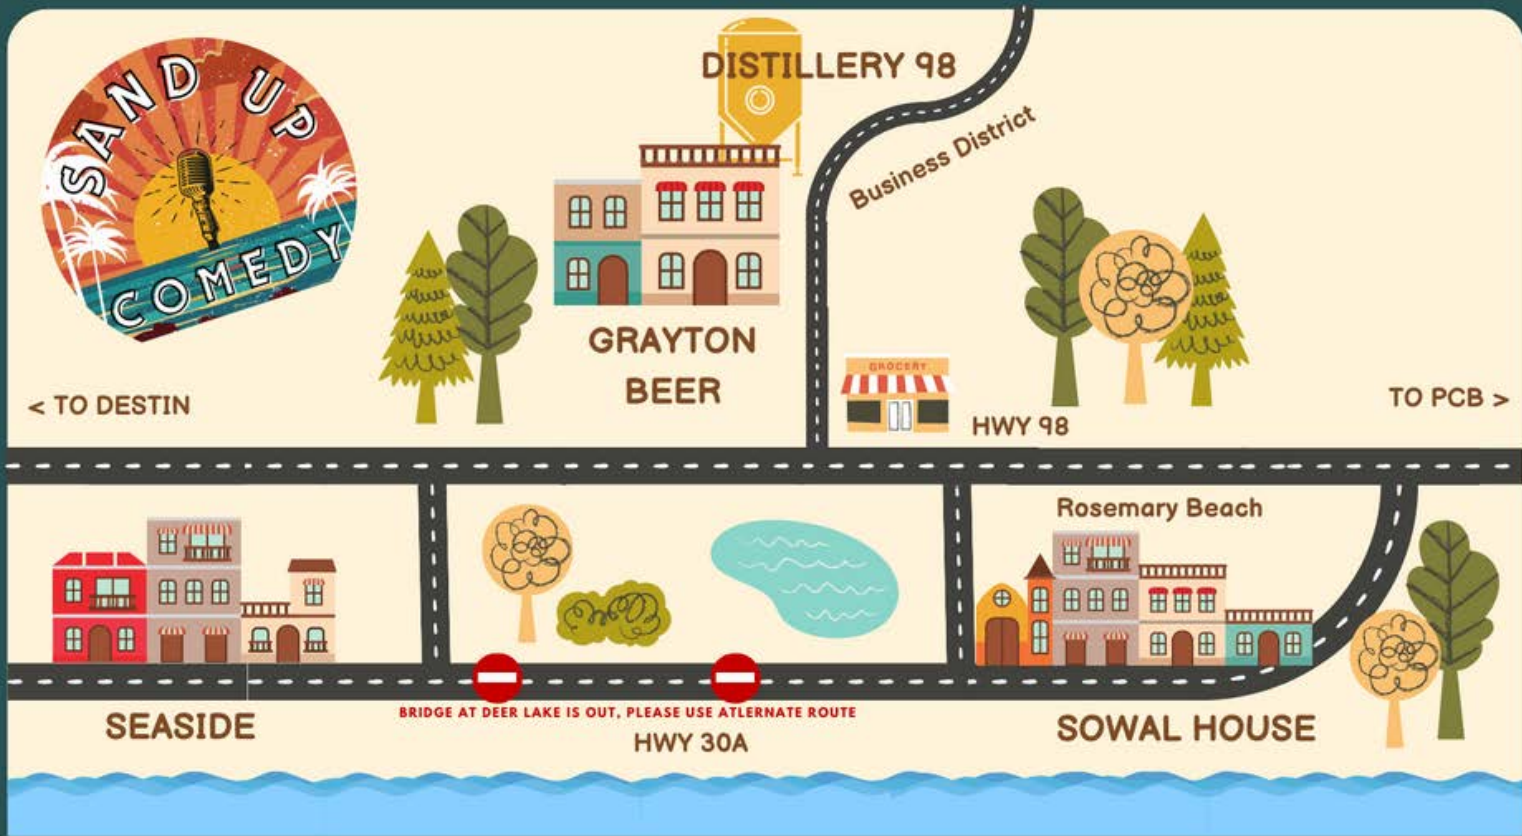 SAND UP
COMEDY
DISTILLERY 98
Business District
GRAYTON
BEER
GROCERY
< TO DESTIN
TO PCB >
HWY 98
Rosemary Beach
SEASIDE
BRIDGE AT DEER LAKE IS OUT, PLEASE USE ATLERNATE ROUTE
HWY 30A
SOWAL HOUSE